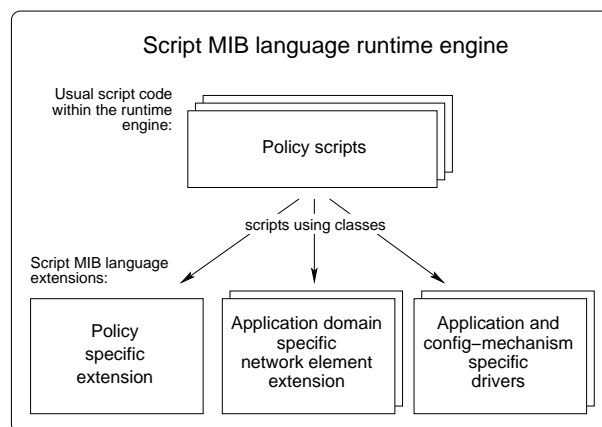 Script MIB language runtime engine
Usual script code
within the runtime
engine:
Policy scripts
scripts using classes
Script MIB language
extensions:
Policy
specific
extension
Application domain
specific
network element
extension
Application and
config−mechanism
specific
drivers